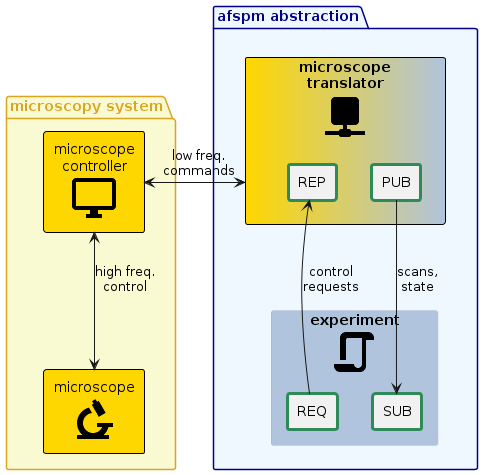 afspm abstraction
microscope
translator
REP
PUB
microscopy system
microscope
controller
low freq.
commands
high freq.
control
control
requests
scans,
state
microscope
experiment
REQ
SUB